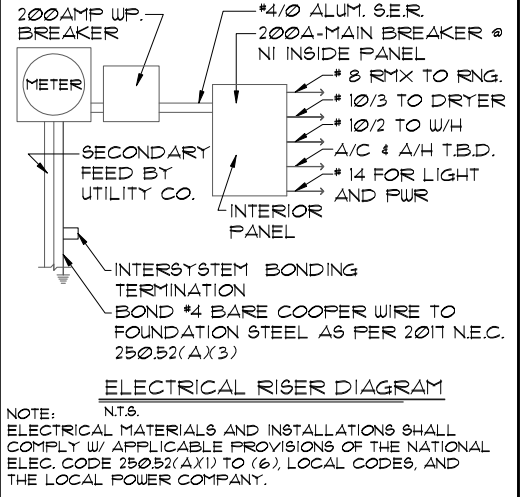 200AMP WP.
BREAKER
#4/0 ALUM. S.E.R.
200A-MAIN BREAKER @
N1 INSIDE PANEL
METER
# 8 RMX TO RNG.
# 10/3 TO DRYER
# 10/2 TO W/H
A/C & A/H T.B.D.
# 14 FOR LIGHT
AND PWR
SECONDARY
FEED BY
UTILITY CO.
INTERIOR
PANEL
INTERSYSTEM BONDING
TERMINATION
BOND #4 BARE COOPER WIRE TO
FOUNDATION STEEL AS PER 2017 N.E.C.
250.52(A)(3)
ELECTRICAL RISER DIAGRAM
N.T.S.
NOTE:
ELECTRICAL MATERIALS AND INSTALLATIONS SHALL
COMPLY W/ APPLICABLE PROVISIONS OF THE NATIONAL
ELEC. CODE 250.52(A)(1) TO (6), LOCAL CODES, AND
THE LOCAL POWER COMPANY.